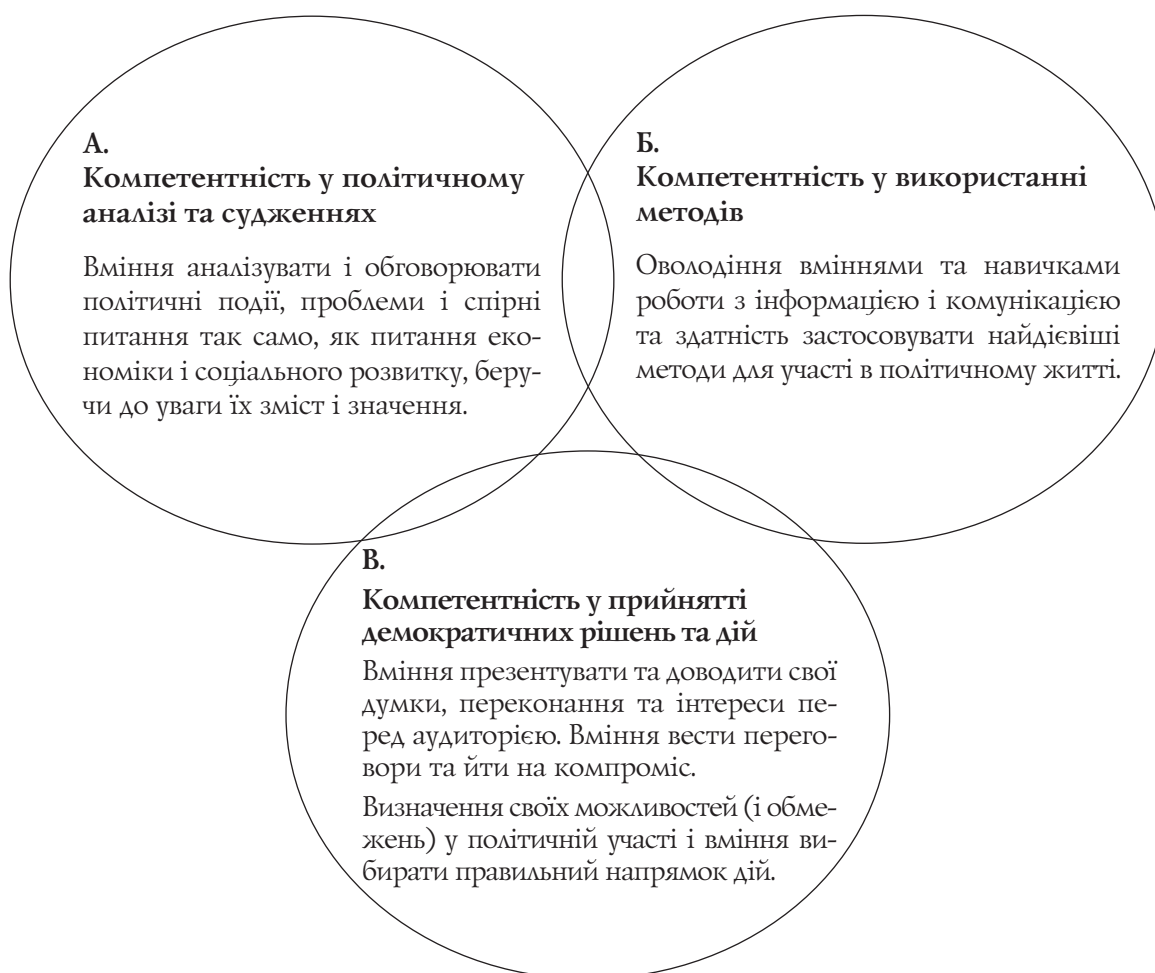 А.
Компетентність у політичному
аналізі та судженнях
Вміння аналізувати і обговорювати
політичні події, проблеми і спірні
питання так само, як питання еко-
номіки і соціального розвитку, беру-
чи до уваги їх зміст і значення.
Б.
Компетентність у використанні
методів
Оволодіння вміннями та навичками
роботи з інформацією і комунікацією
та здатність застосовувати найдієвіші
методи для участі в політичному житті.
В.
Компетентність у прийнятті
демократичних рішень та дій
Вміння презентувати та доводити свої
думки, переконання та інтереси пе-
ред аудиторією. Вміння вести перего-
вори та йти на компроміс.
Визначення своїх можливостей (і обме-
жень) у політичній участі і вміння ви-
бирати правильний напрямок дій.